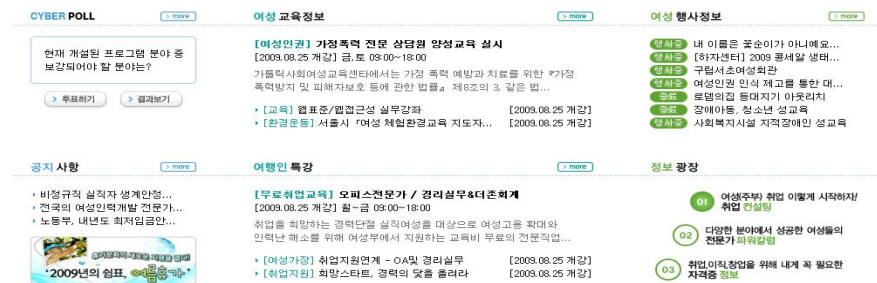 CYBER POLL
> more
현재 개설된 프로그램 분야 중
보강되어야 할 분야는?
> 투표하기
> 결과보기
여성 교육정보
> more
[여성인권] 가정폭력 전문 상담원 양성교육 실시
[2009.08.25 개강] 금,토 09:00~18:00
가톨릭사회여성교육센타에서는 가정 폭력 예방과 치료를 위한 『가정
폭력방지 및 피해자보호 등에 관한 법률』 제8조의 3, 같은 법...
[교육] 웹표준/웹접근성 실무강좌 [2009.08.25 개강]
[환경운동] 서울시 『여성 체험환경교육 지도자... [2009.08.25 개강]
여성 행사정보
> more
행사중 내 이름은 꽃순이가 아니예요...
행사중 [하자센터] 2009 콩세알 생태...
행사중 구립서초여성회관
행사중 여성인권 인식 제고를 통한 대...
종료 로뎀의집 등대지기 아웃리치
종료 장애아동, 청소년 성교육
행사중 사회복지시설 지적장애인 성교육
공지 사항
> more
비정규직 실직자 생계안정...
전국의 여성인력개발 전문가...
노동부, 내년도 최저임금안...
휴가문화의 새로운 지평을 열다!
'2009년의 쉼표, 여름휴가'
여행인 특강
> more
[무료취업교육] 오피스전문가 / 경리실무&더존회계
[2009.08.25 개강] 월~금 09:00~18:00
취업을 희망하는 경력단절 실직여성을 대상으로 여성고용 확대와
인력난 해소를 위해 여성부에서 지원하는 교육비 무료의 전문직업...
[여성가장] 취업지원연계 - OA및 경리실무 [2009.08.25 개강]
[취업지원] 희망스타트, 경력의 닻을 올려라 [2009.08.25 개강]
정보 광장
01 여성(주부) 취업 이렇게 시작하자!
취업 컨설팅
02 다양한 분야에서 성공한 여성들의
전문가 파워칼럼
03 취업,이직,창업을 위해 내게 꼭 필요한
자격증 정보